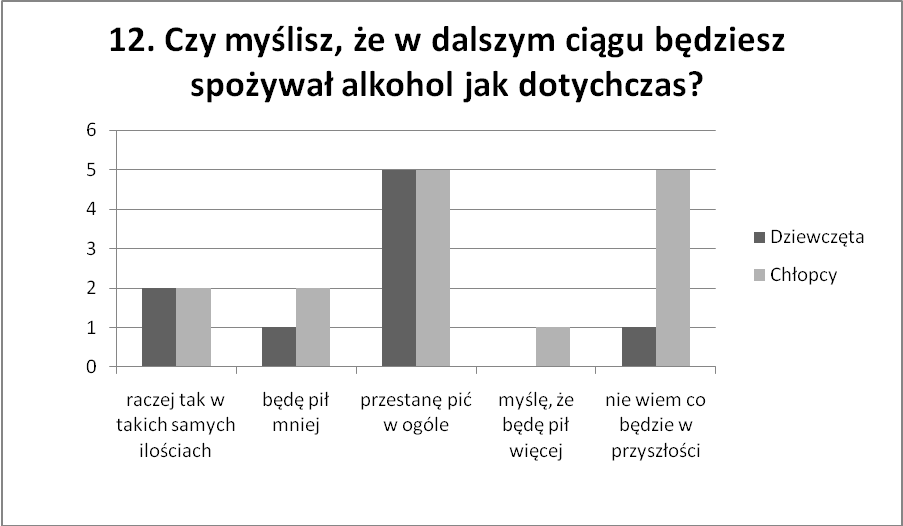 12. Czy myślisz, że w dalszym ciągu będziesz
spożywał alkohol jak dotychczas?
6
5
4
3
2
1
0
raczej tak w
takich samych
ilościach
będę pił
mniej
przestanę pić
w ogóle
myślę, że
będę pił
więcej
nie wiem co
będzie w
przyszłości
Dziewczęta
Chłopcy